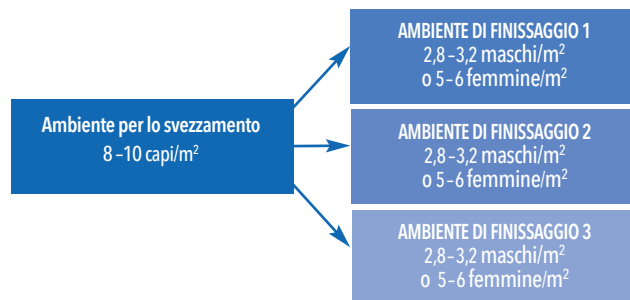 Ambiente per lo svezzamento
8–10 capi/m²
AMBIENTE DI FINISSAGGIO 1
2,8–3,2 maschi/m²
o 5–6 femmine/m²
AMBIENTE DI FINISSAGGIO 2
2,8–3,2 maschi/m²
o 5–6 femmine/m²
AMBIENTE DI FINISSAGGIO 3
2,8–3,2 maschi/m²
o 5–6 femmine/m²